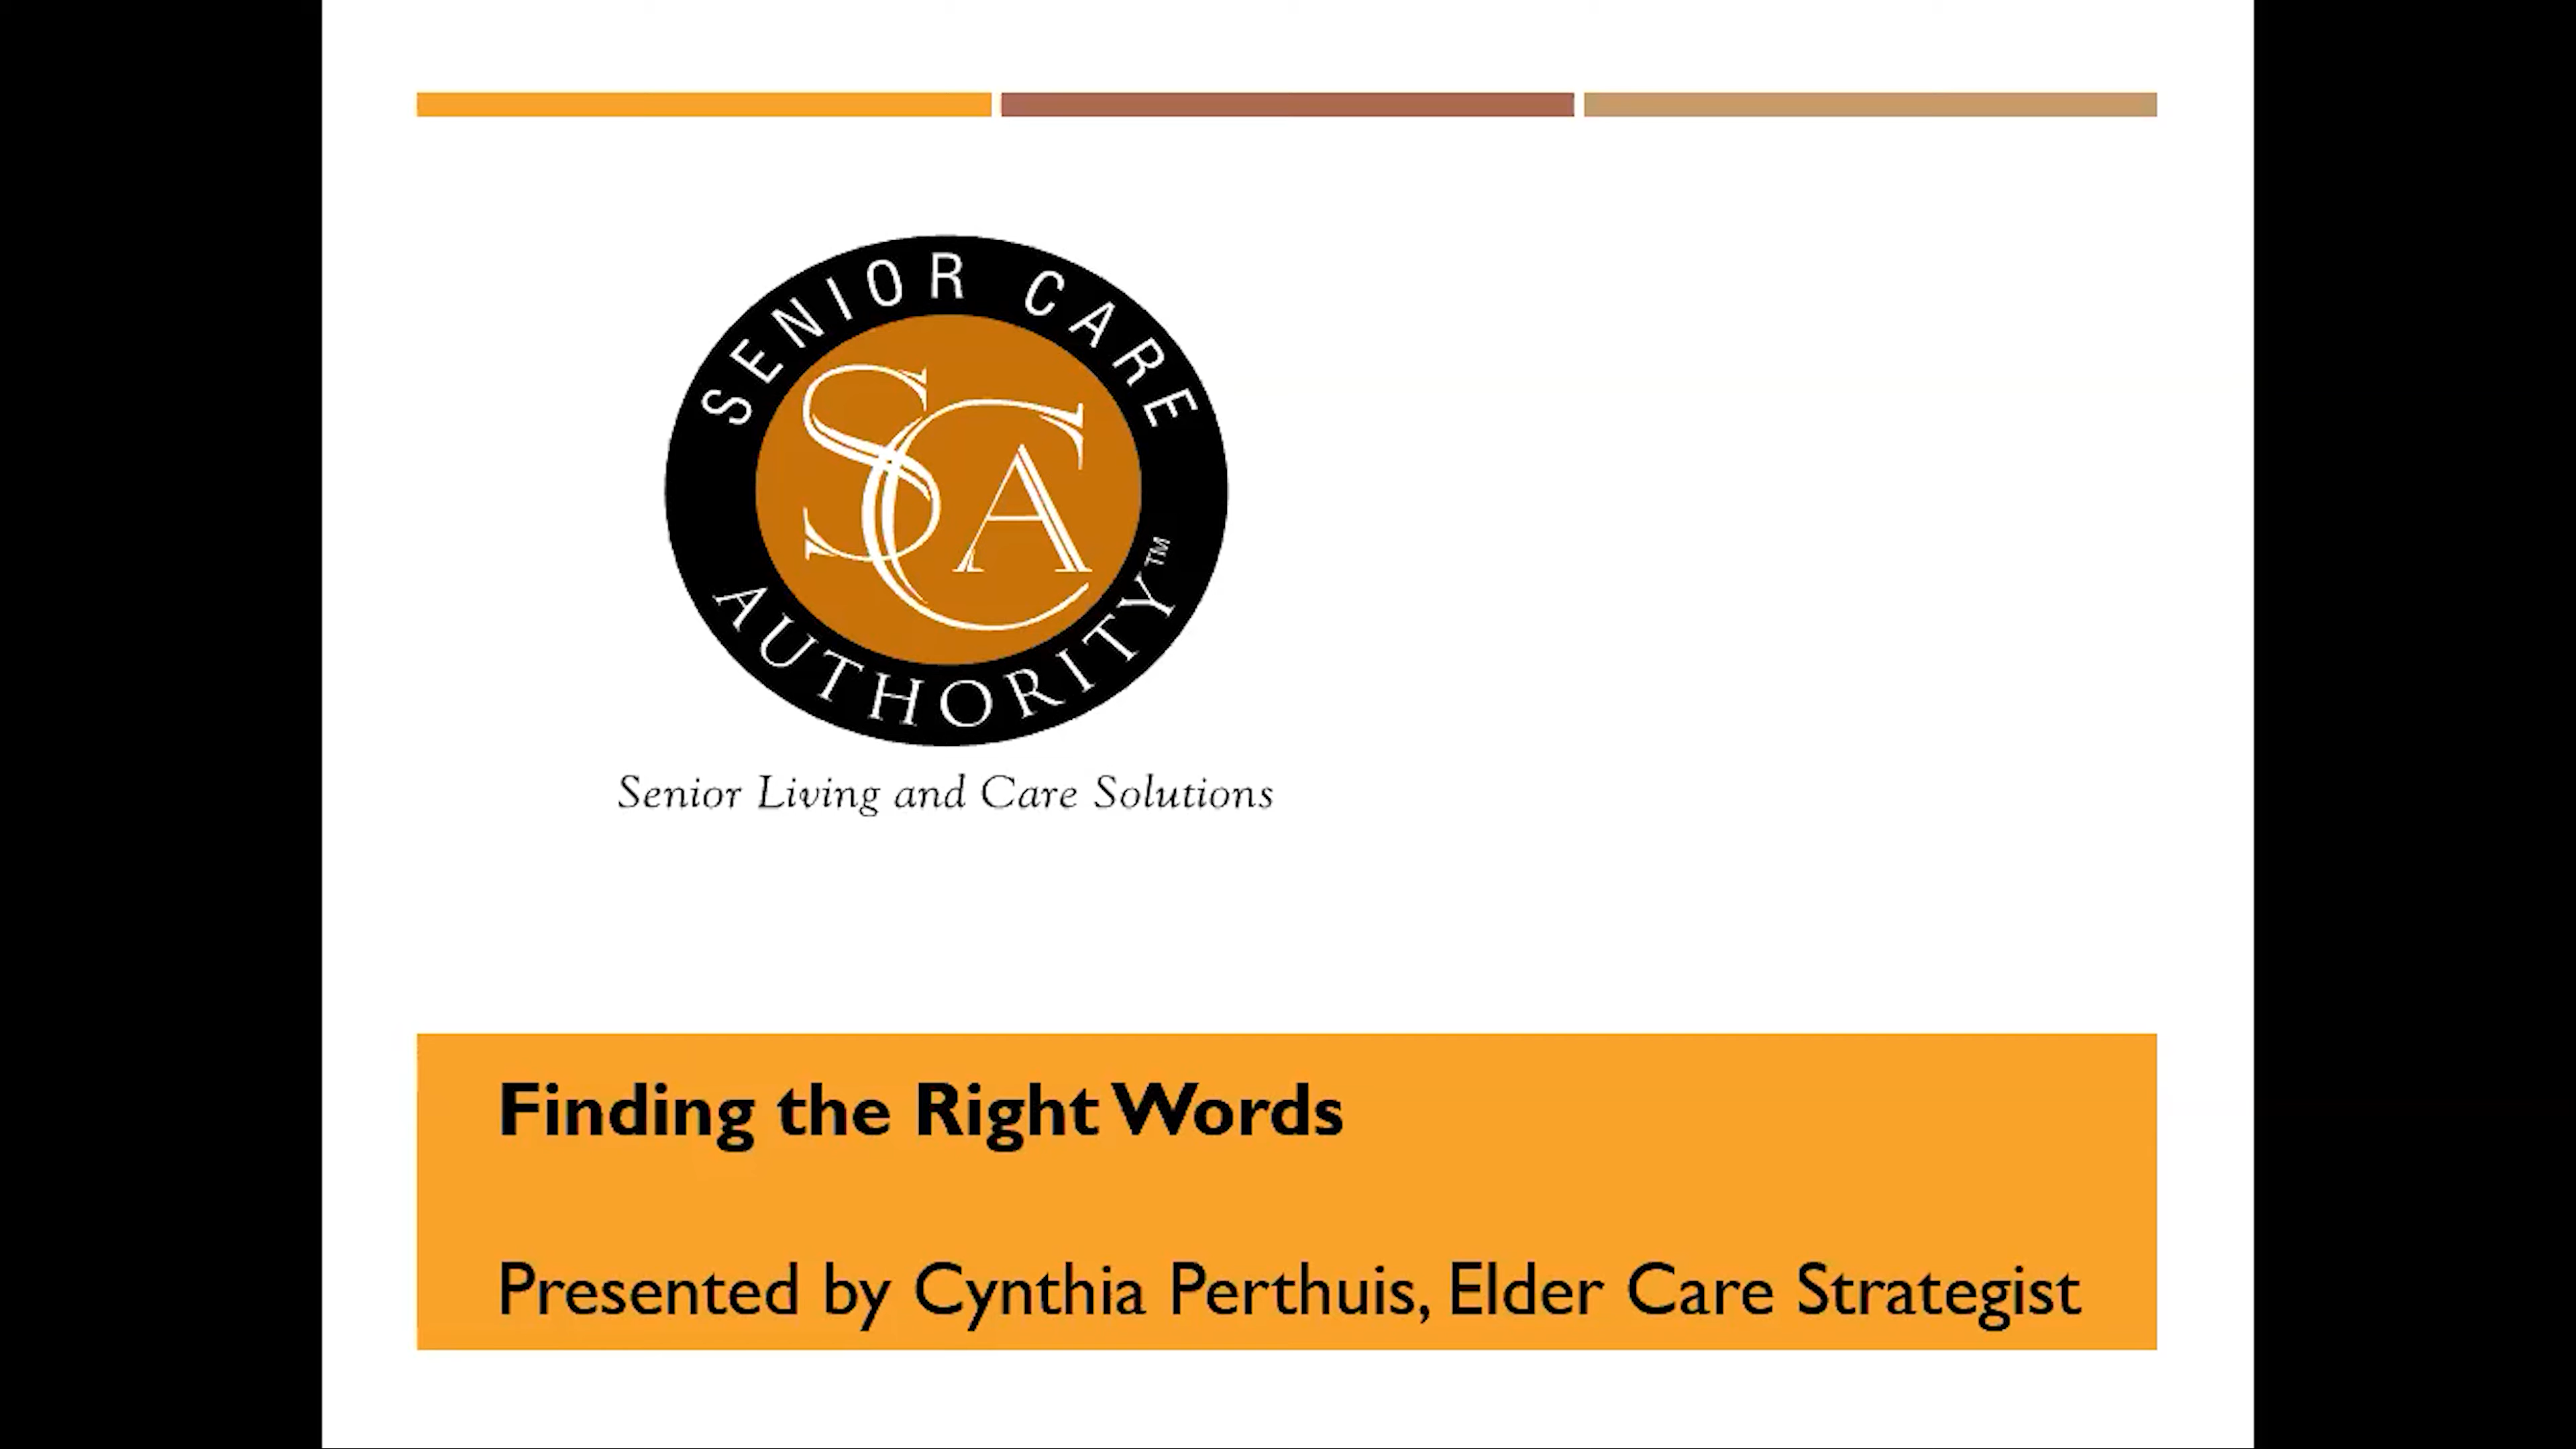 SENIOR CARE
SCA
AUTHORITY™
Senior Living and Care Solutions
Finding the Right Words
Presented by Cynthia Perthuis, Elder Care Strategist